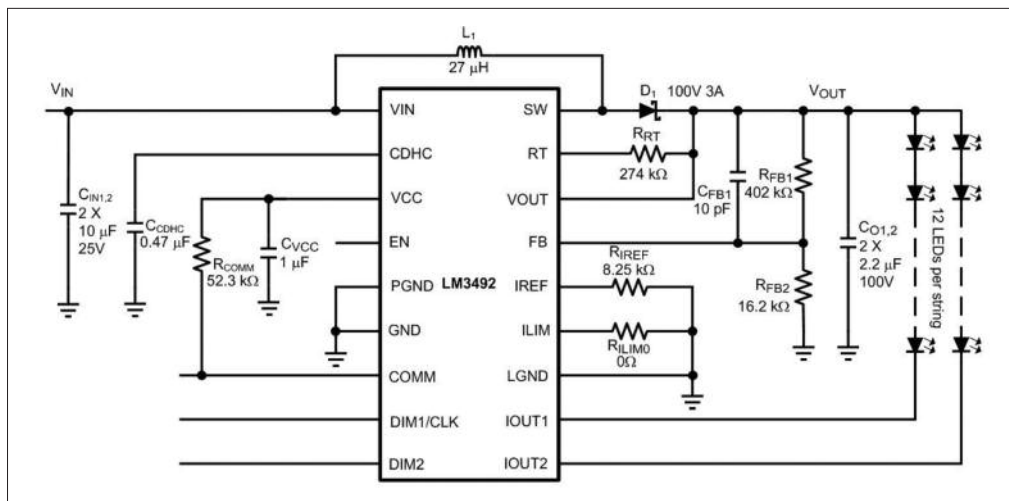 L1
27 µH
VIN
D1 100V 3A
VOUT
VIN
CDHC
VCC
EN
PGND
GND
COMM
DIM1/CLK
DIM2
LM3492
SW
RT
VOUT
FB
IREF
ILIM
LGND
IOUT1
IOUT2
CIN1,2
2 X
10 µF
25V
CCDHC
0.47 µF
RCOMM
52.3 kΩ
CVCC
1 µF
RRT
274 kΩ
CFB1
10 pF
RFB1
402 kΩ
RIREF
8.25 kΩ
RILIM0
0Ω
RFB2
16.2 kΩ
CO1,2
2 X
2.2 µF
100V
12 LEDs per string